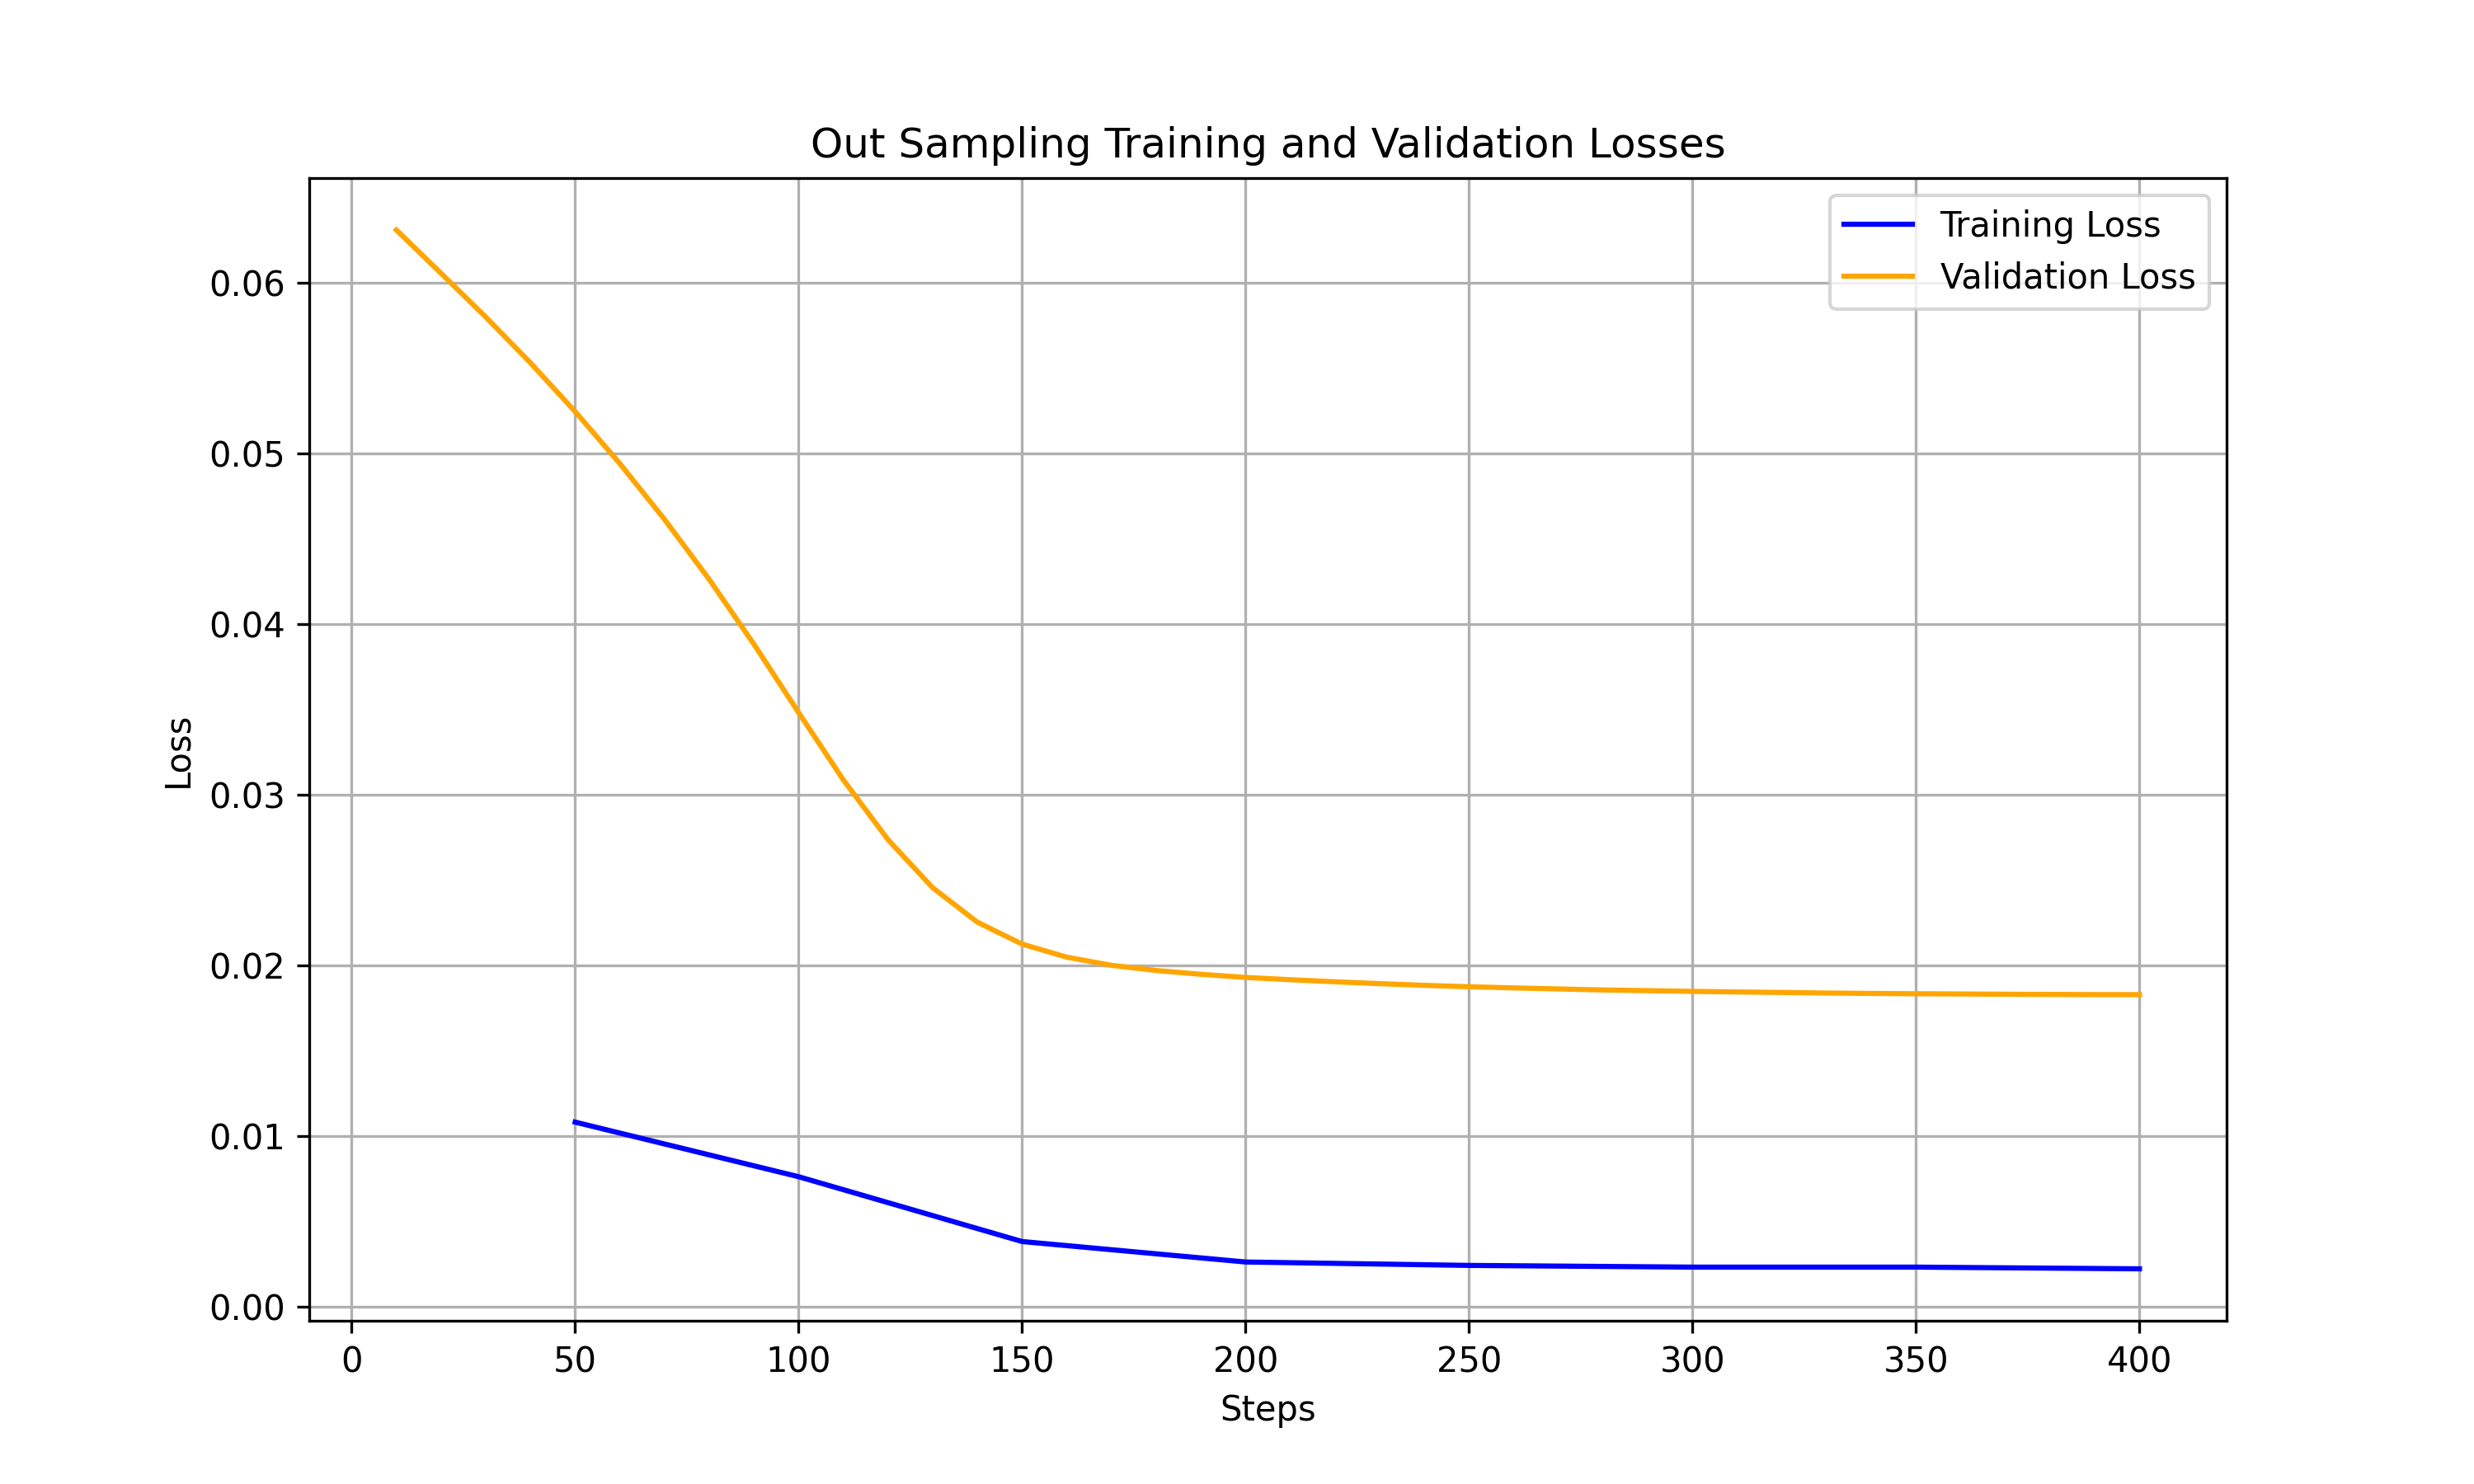 Out Sampling Training and Validation Losses
Training Loss
Validation Loss
0.06
0.05
0.04
0.03
0.02
0.01
0.00
Loss
0 50 100 150 200 250 300 350 400
Steps